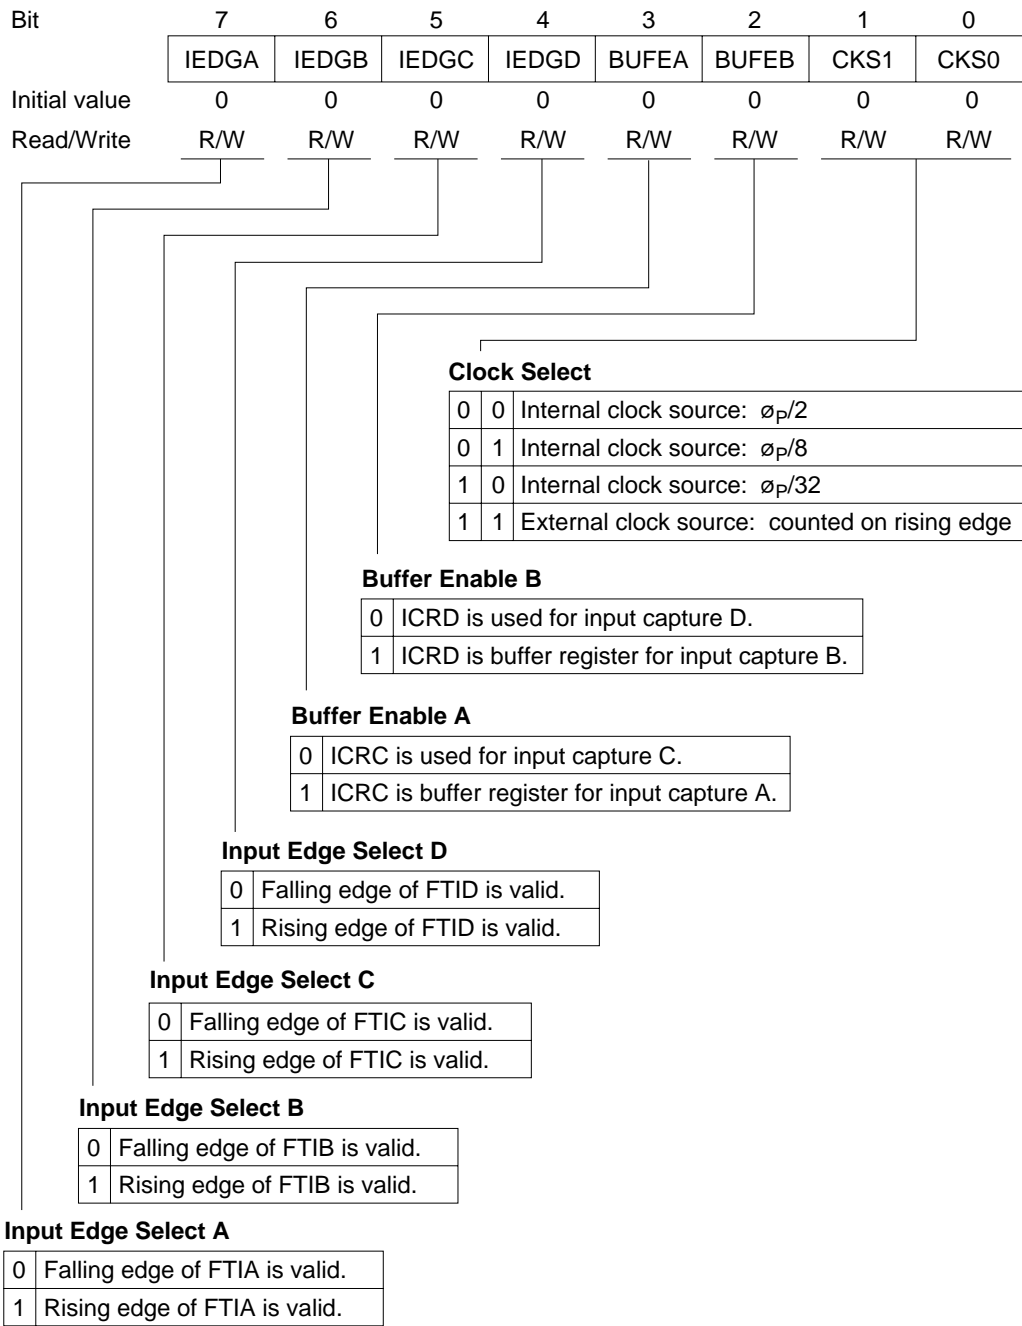 Bit 7 6 5 4 3 2 1 0
IEDGA IEDGB IEDGC IEDGD BUFEA BUFEB CKS1 CKS0
Initial value 0 0 0 0 0 0 0 0
Read/Write R/W R/W R/W R/W R/W R/W R/W R/W
Clock Select
0 0 Internal clock source: øP/2
0 1 Internal clock source: øP/8
1 0 Internal clock source: øP/32
1 1 External clock source: counted on rising edge
Buffer Enable B
0 ICRD is used for input capture D.
1 ICRD is buffer register for input capture B.
Buffer Enable A
0 ICRC is used for input capture C.
1 ICRC is buffer register for input capture A.
Input Edge Select D
0 Falling edge of FTID is valid.
1 Rising edge of FTID is valid.
Input Edge Select C
0 Falling edge of FTIC is valid.
1 Rising edge of FTIC is valid.
Input Edge Select B
0 Falling edge of FTIB is valid.
1 Rising edge of FTIB is valid.
Input Edge Select A
0 Falling edge of FTIA is valid.
1 Rising edge of FTIA is valid.